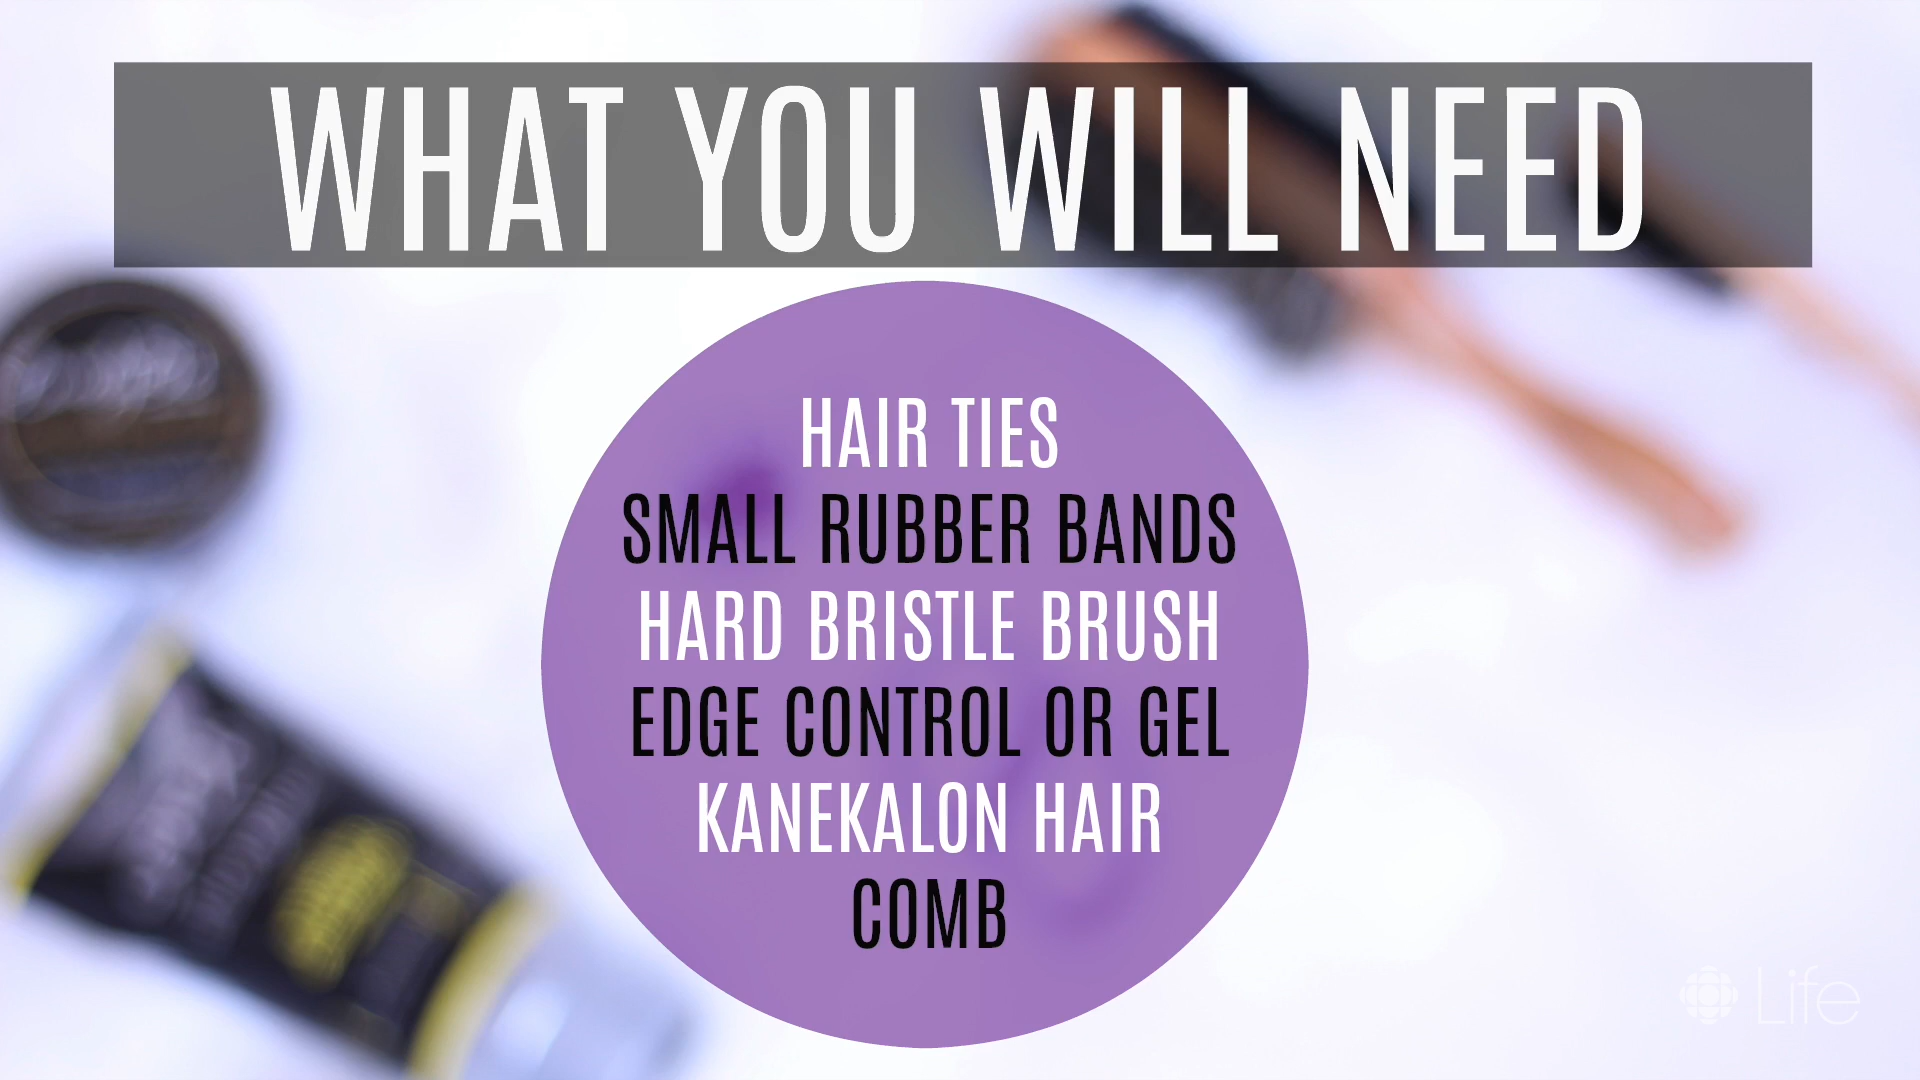 WHAT YOU WILL NEED
HAIR TIES
SMALL RUBBER BANDS
HARD BRISTLE BRUSH
EDGE CONTROL OR GEL
KANEKALON HAIR
COMB
Life